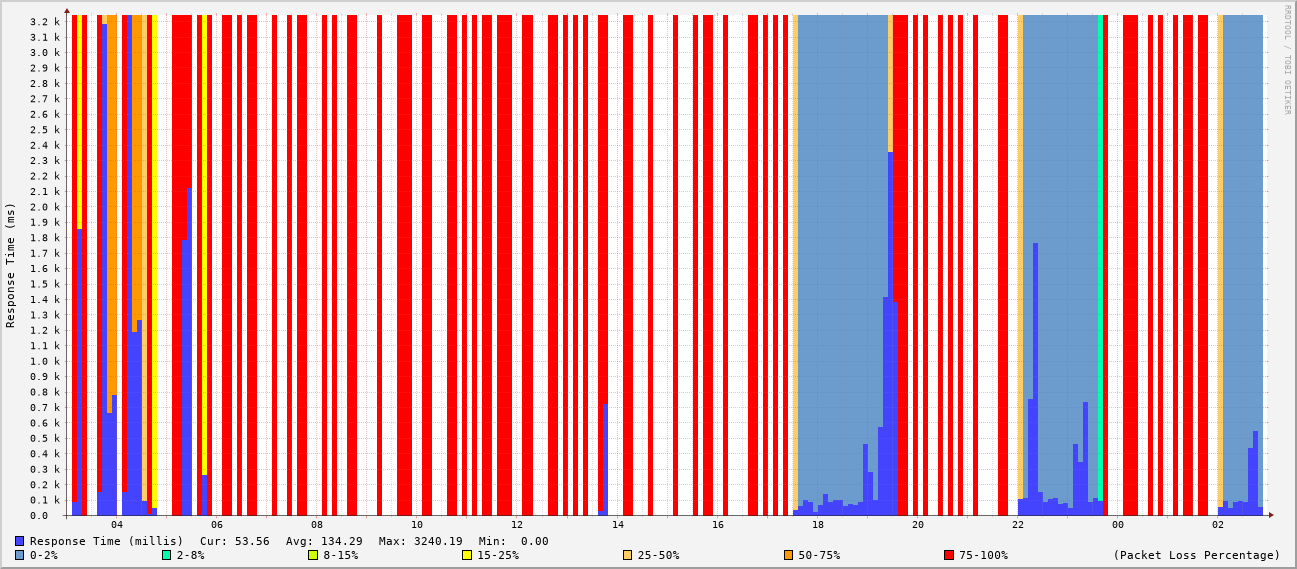 3.2 k
3.1 k
3.0 k
2.9 k
2.8 k
2.7 k
2.6 k
2.5 k
2.4 k
2.3 k
2.2 k
2.1 k
2.0 k
1.9 k
1.8 k
1.7 k
1.6 k
1.5 k
1.4 k
1.3 k
1.2 k
1.1 k
1.0 k
0.9 k
0.8 k
0.7 k
0.6 k
0.5 k
0.4 k
0.3 k
0.2 k
0.1 k
0.0
Response Time (ms)
RRDTOOL / TOBI OETIKER
04 06 08 10 12 14 16 18 20 22 00 02
Response Time (millis) Cur: 53.56 Avg: 134.29 Max: 3240.19 Min: 0.00
0-2% 2-8% 8-15% 15-25% 25-50% 50-75% 75-100% (Packet Loss Percentage)